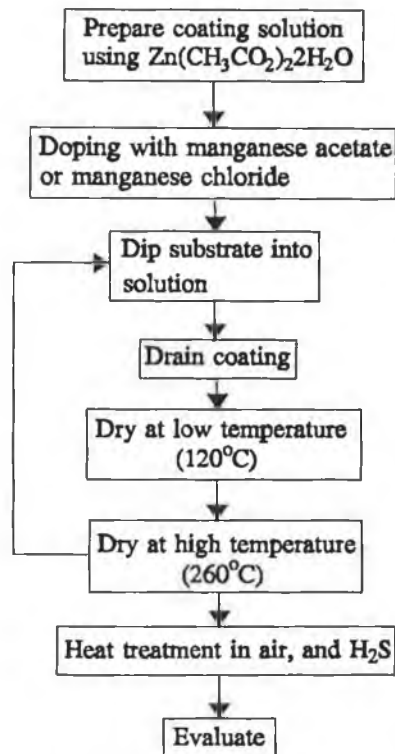 Prepare coating solution
using Zn(CH3CO2)22H2O
Doping with manganese acetate
or manganese chloride
Dip substrate into
solution
Drain coating
Dry at low temperature
(120°C)
Dry at high temperature
(260°C)
Heat treatment in air, and H2S
Evaluate